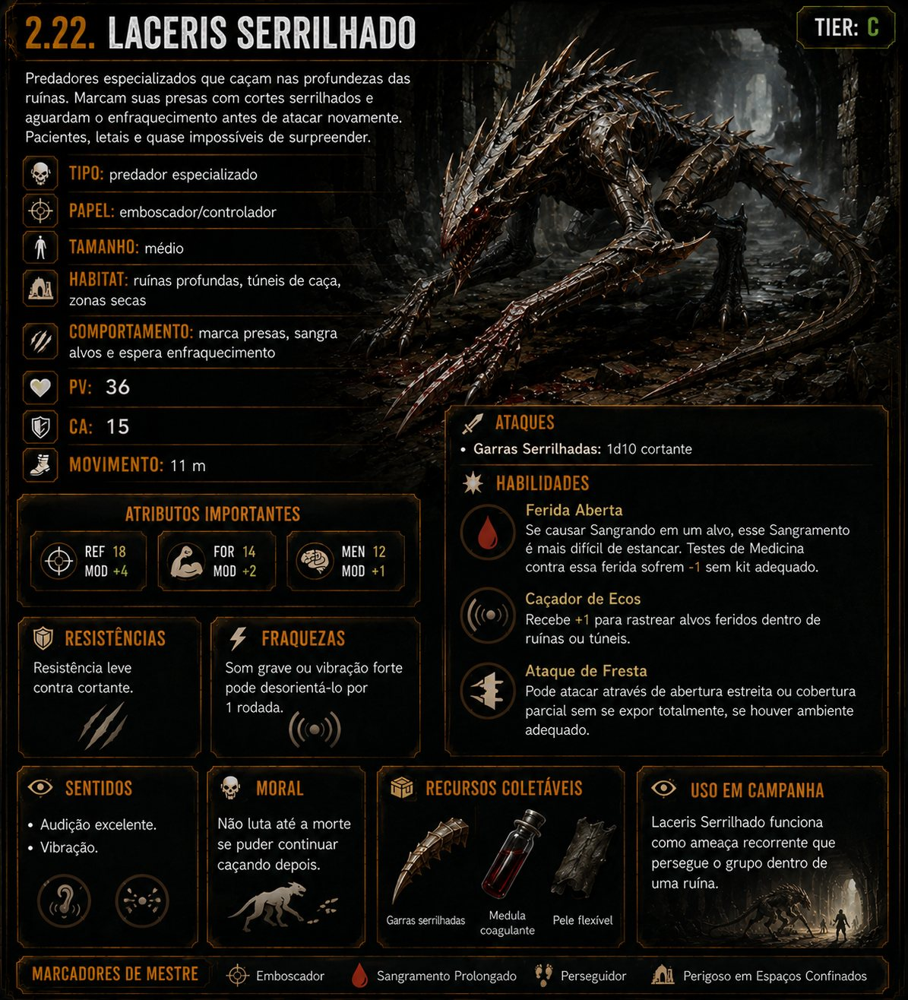 2.22. LACERIS SERRILHADO
TIER: C
Predadores especializados que caçam nas profundezas das
ruínas. Marcam suas presas com cortes serrilhados e
aguardam o enfraquecimento antes de atacar novamente.
Pacientes, letais e quase impossíveis de surpreender.
TIPO: predador especializado
PAPEL: emboscador/controlador
TAMANHO: médio
HABITAT: ruínas profundas, túneis de caça,
zonas secas
COMPORTAMENTO: marca presas, sangra
alvos e espera enfraquecimento
PV: 36
CA: 15
MOVIMENTO: 11 m
ATRIBUTOS IMPORTANTES
REF 18
MOD +4
FOR 14
MOD +2
MEN 12
MOD +1
RESISTÊNCIAS
Resistência leve
contra cortante.
FRAQUEZAS
Som grave ou vibração forte
pode desorientá-lo por
1 rodada.
ATAQUES
• Garras Serrilhadas: 1d10 cortante
HABILIDADES
Ferida Aberta
Se causar Sangrando em um alvo, esse Sangramento
é mais difícil de estancar. Testes de Medicina
contra essa ferida sofrem -1 sem kit adequado.
Caçador de Ecos
Recebe +1 para rastrear alvos feridos dentro de
ruínas ou túneis.
Ataque de Fresta
Pode atacar através de abertura estreita ou cobertura
parcial sem se expor totalmente, se houver ambiente
adequado.
SENTIDOS
• Audição excelente.
• Vibração.
MORAL
Não luta até a morte
se puder continuar
caçando depois.
RECURSOS COLETÁVEIS
Garras serrilhadas
Medula
coagulante
Pele flexível
USO EM CAMPANHA
Laceris Serrilhado funciona
como ameaça recorrente que
persegue o grupo dentro de
uma ruína.
MARCADORES DE MESTRE
Emboscador
Sangramento Prolongado
Perseguidor
Perigoso em Espaços Confinados